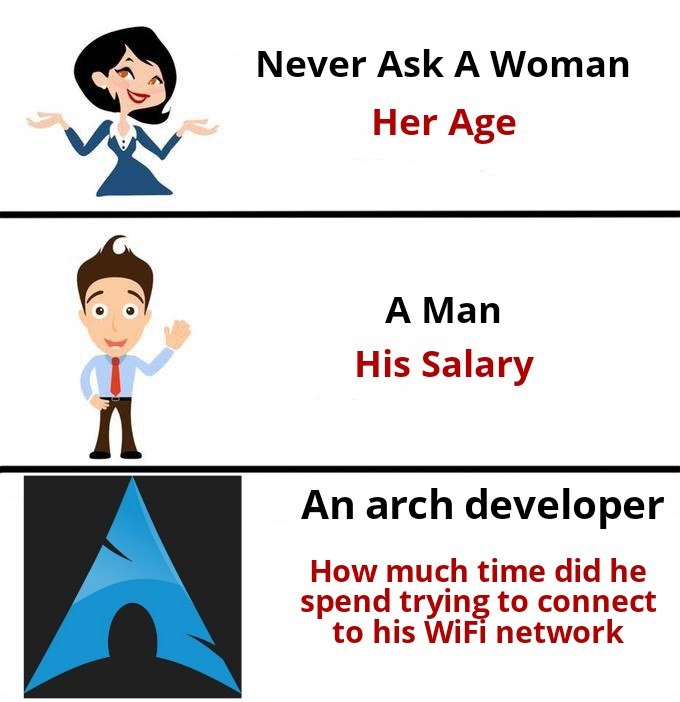 Never Ask A Woman
Her Age
A Man
His Salary
An arch developer
How much time did he
spend trying to connect
to his WiFi network